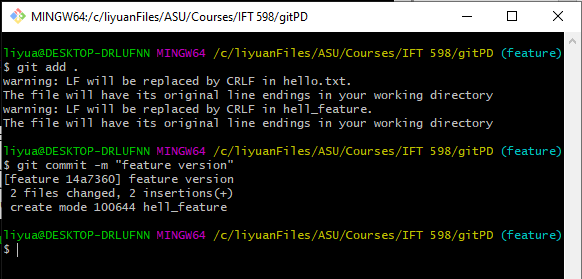 MINGW64:/c/liyuanFiles/ASU/Courses/IFT 598/gitPD
liyua@DESKTOP-DRLUFNN MINGW64 /c/liyuanFiles/ASU/Courses/IFT 598/gitPD (feature)
$ git add .
warning: LF will be replaced by CRLF in hello.txt.
The file will have its original line endings in your working directory
warning: LF will be replaced by CRLF in hell_feature.
The file will have its original line endings in your working directory
liyua@DESKTOP-DRLUFNN MINGW64 /c/liyuanFiles/ASU/Courses/IFT 598/gitPD (feature)
$ git commit -m "feature version"
[feature 14a7360] feature version
 2 files changed, 2 insertions(+)
 create mode 100644 hell_feature
liyua@DESKTOP-DRLUFNN MINGW64 /c/liyuanFiles/ASU/Courses/IFT 598/gitPD (feature)
$